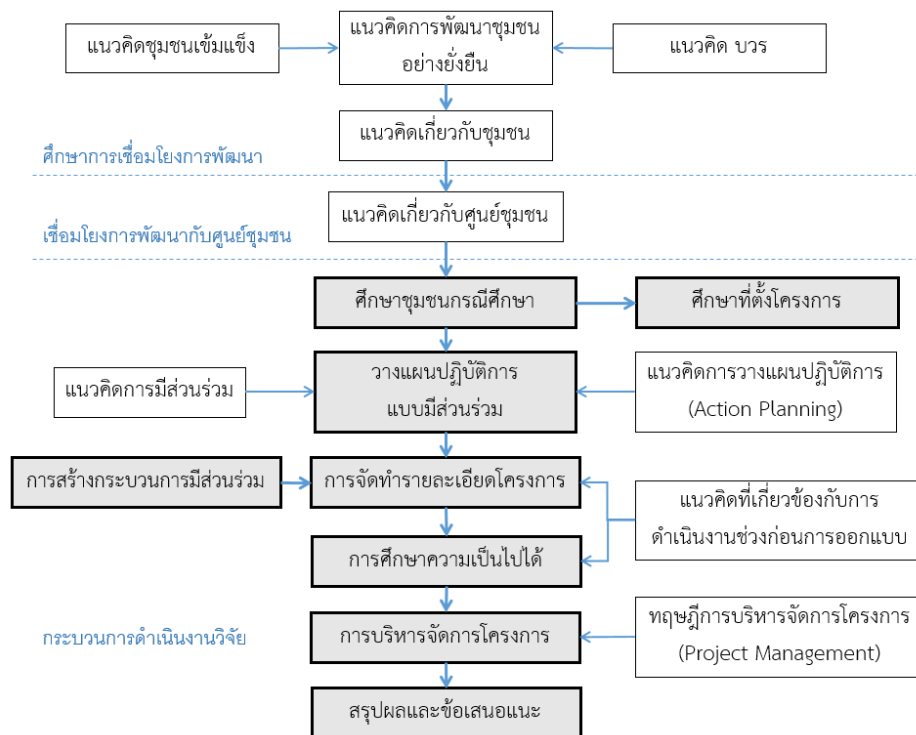 แนวคิดชุมชนเข้มแข็ง
แนวคิดการพัฒนาชุมชน
อย่างยั่งยืน
แนวคิด บวร
แนวคิดเกี่ยวกับชุมชน
ศึกษาการเชื่อมโยงการพัฒนา
แนวคิดเกี่ยวกับศูนย์ชุมชน
เชื่อมโยงการพัฒนากับศูนย์ชุมชน
ศึกษาชุมชนกรณีศึกษา
ศึกษาที่ตั้งโครงการ
แนวคิดการมีส่วนร่วม
วางแผนปฏิบัติการ
แบบมีส่วนร่วม
แนวคิดการวางแผนปฏิบัติการ
(Action Planning)
การสร้างกระบวนการมีส่วนร่วม
การจัดทำรายละเอียดโครงการ
แนวคิดที่เกี่ยวข้องกับการ
ดำเนินงานช่วงก่อนการออกแบบ
การศึกษาความเป็นไปได้
กระบวนการดำเนินงานวิจัย
การบริหารจัดการโครงการ
ทฤษฎีการบริหารจัดการโครงการ
(Project Management)
สรุปผลและข้อเสนอแนะ